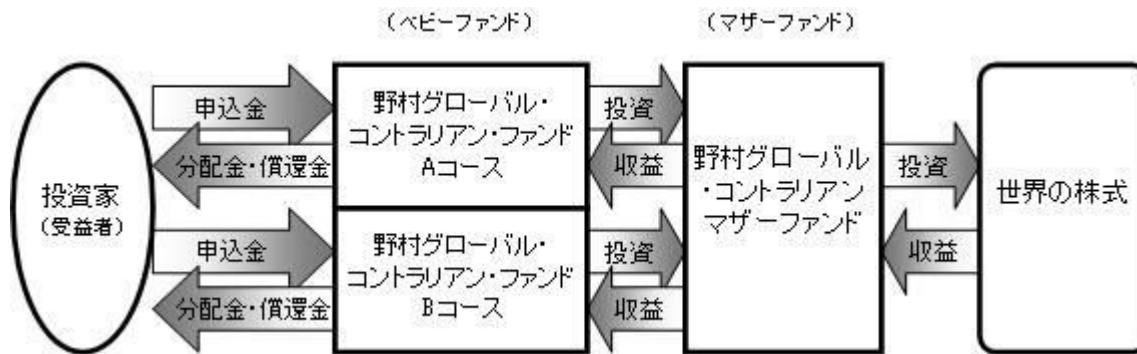 (ベビーファンド)
(マザーファンド)
投資家
(受益者)
申込金
分配金・償還金
申込金
分配金・償還金
野村グローバル・
コントラリアン・ファンド
Aコース
野村グローバル・
コントラリアン・ファンド
Bコース
投資
収益
投資
収益
野村グローバル
・コントラリアン
マザーファンド
投資
収益
世界の株式